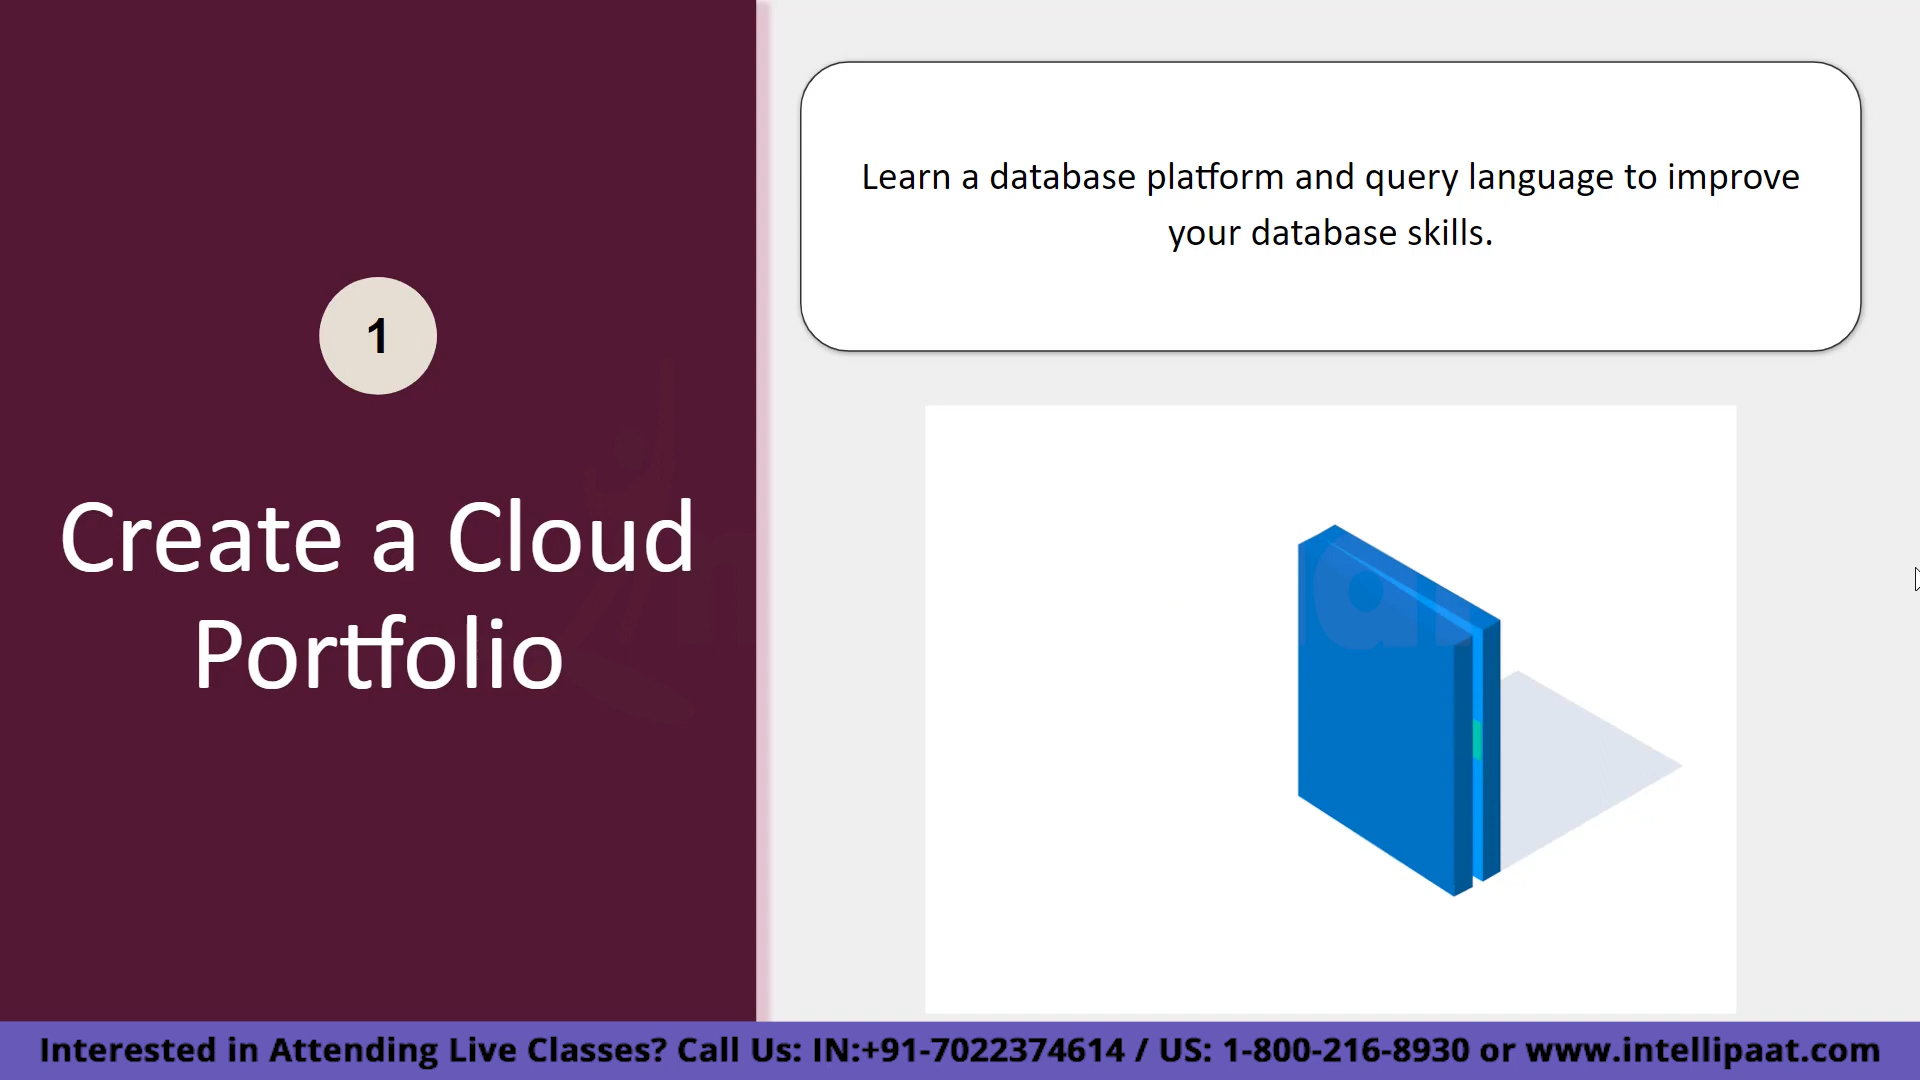 1
Create a Cloud
Portfolio
Learn a database platform and query language to improve
your database skills.
Interested in Attending Live Classes? Call Us: IN:+91-7022374614 / US: 1-800-216-8930 or www.intellipaat.com